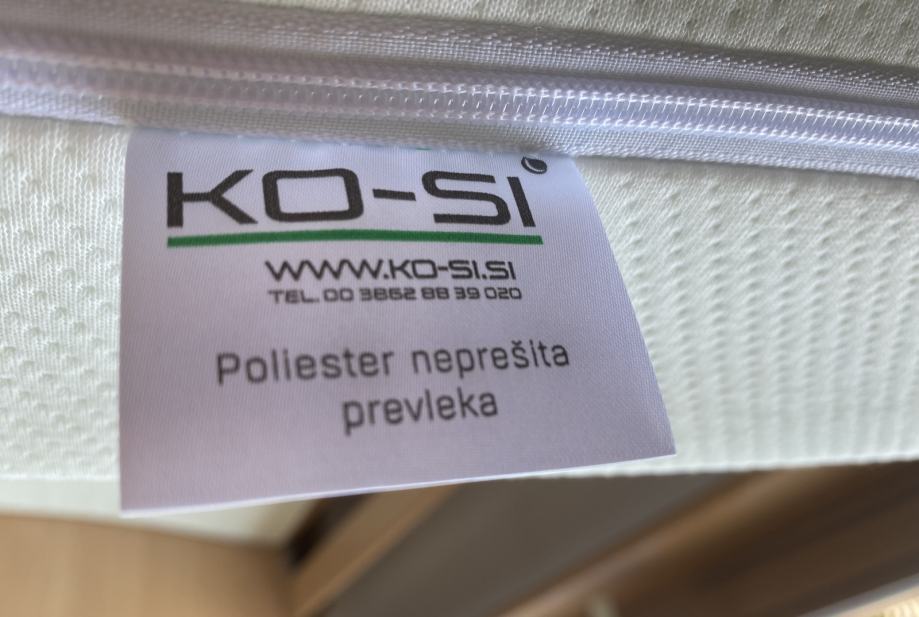 KO-SI
WWW.KO-SI.SI
TEL. 00 3862 88 39 020
Poliester neprešita
prevleka